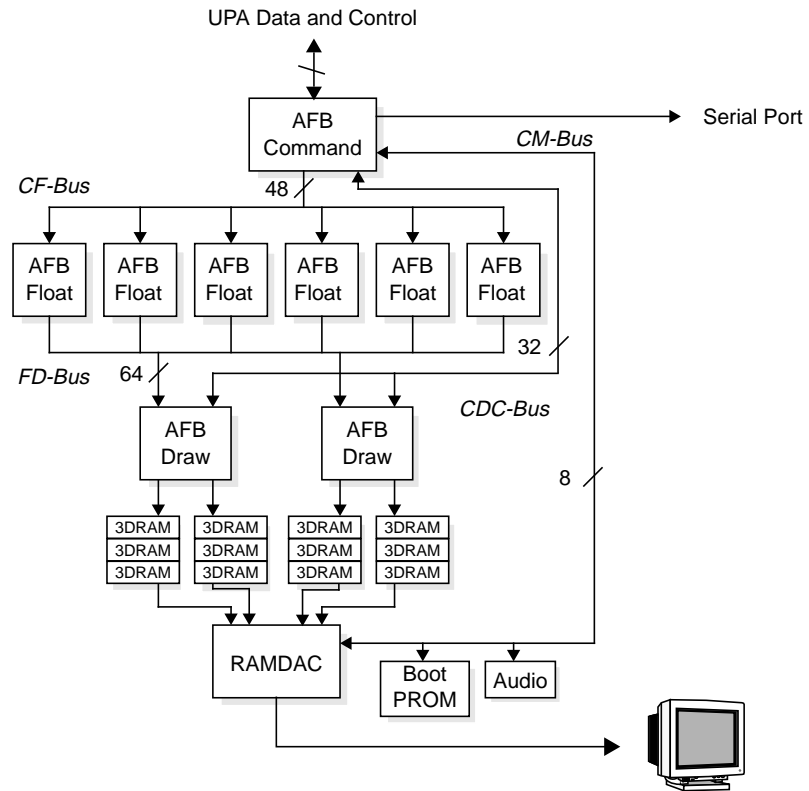 UPA Data and Control
AFB
Command
Serial Port
CM-Bus
CF-Bus
48
AFB
Float
AFB
Float
AFB
Float
AFB
Float
AFB
Float
AFB
Float
32
FD-Bus
64
CDC-Bus
AFB
Draw
AFB
Draw
8
3DRAM
3DRAM
3DRAM
3DRAM
3DRAM
3DRAM
3DRAM
3DRAM
3DRAM
3DRAM
3DRAM
3DRAM
RAMDAC
Boot
PROM
Audio